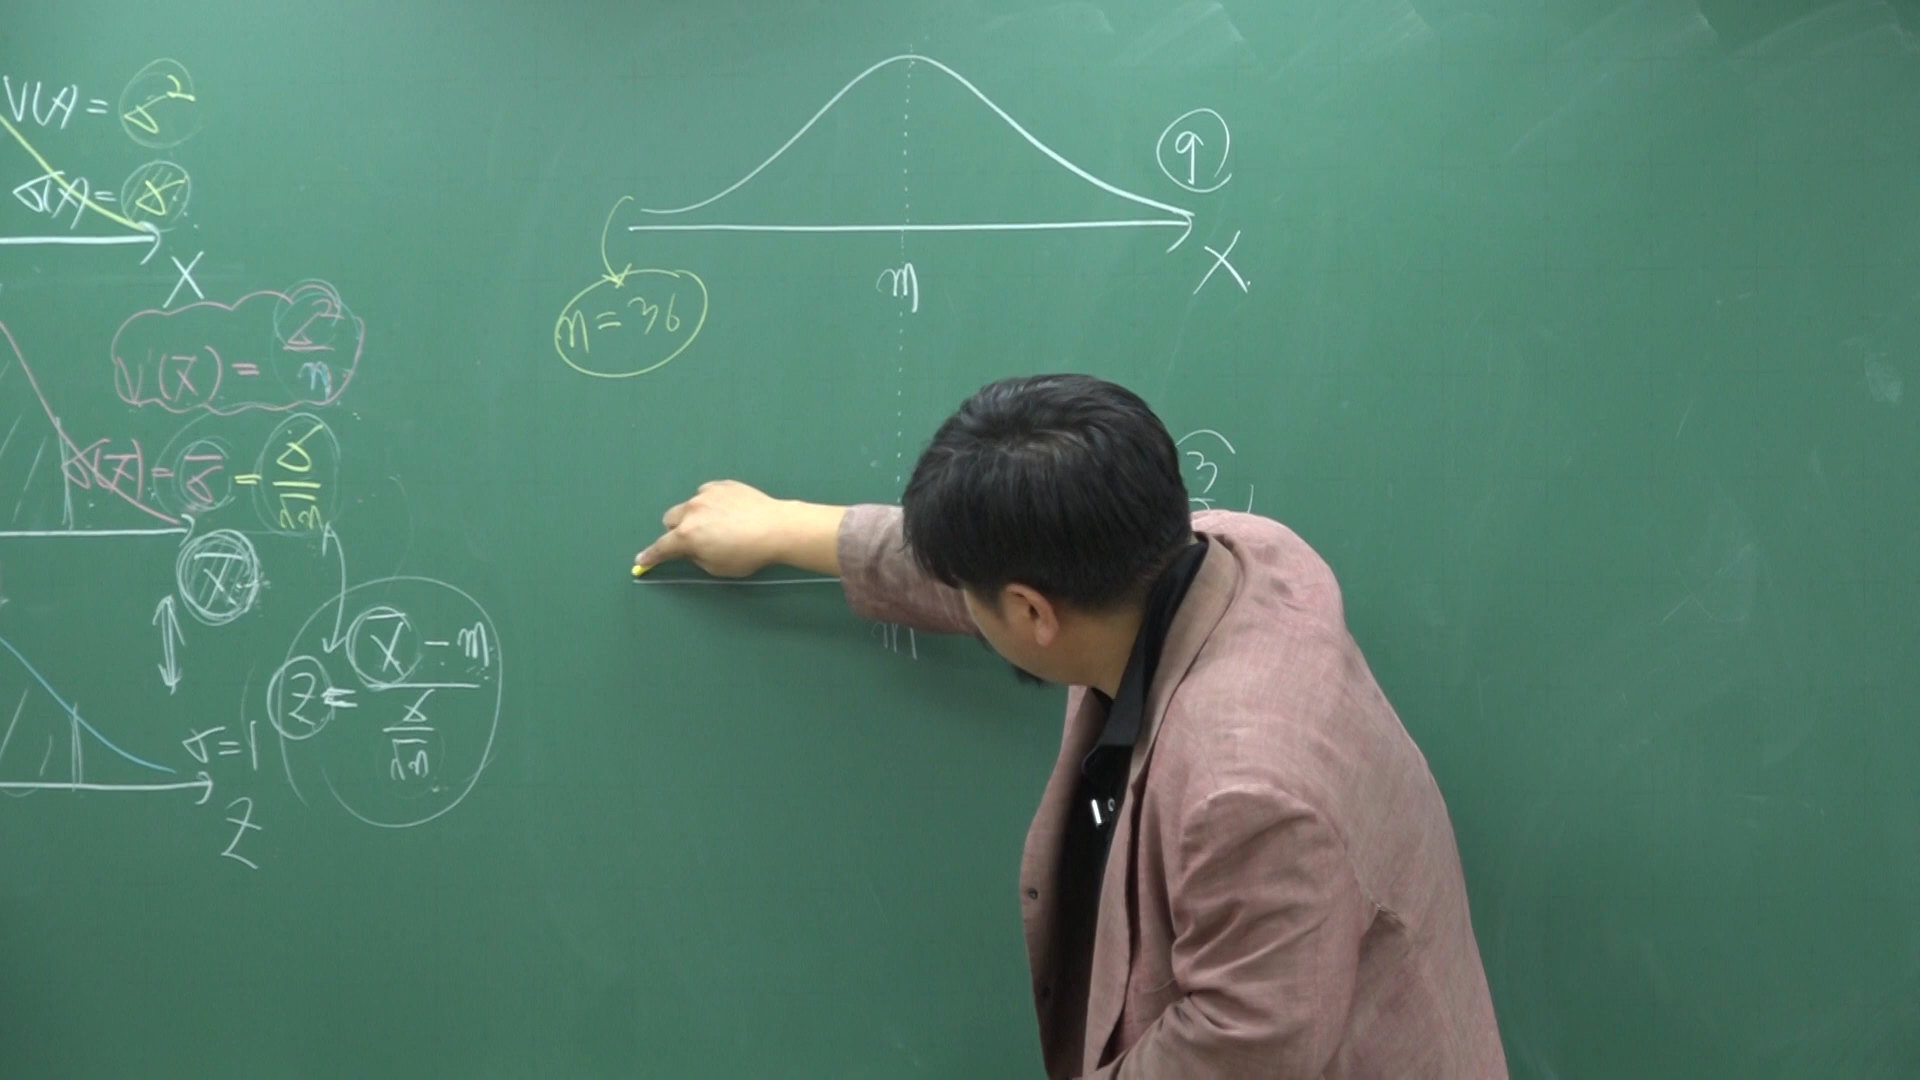 V(X) = σ²
σ(X) = σ
X
V(X̄) = σ²/n
σ(X̄) = σ̄ = σ/√n
X̄
Z = (X̄ - m)/(σ/√n)
σ = 1
Z
9
X
m
n = 36
3
m